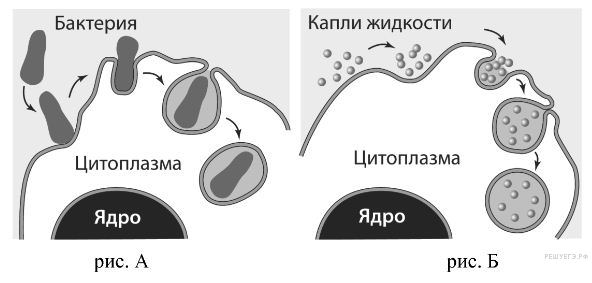 Бактерия
Цитоплазма
Ядро
рис. А
Капли жидкости
Цитоплазма
Ядро
рис. Б
РЕШУЕГЭ.РФ